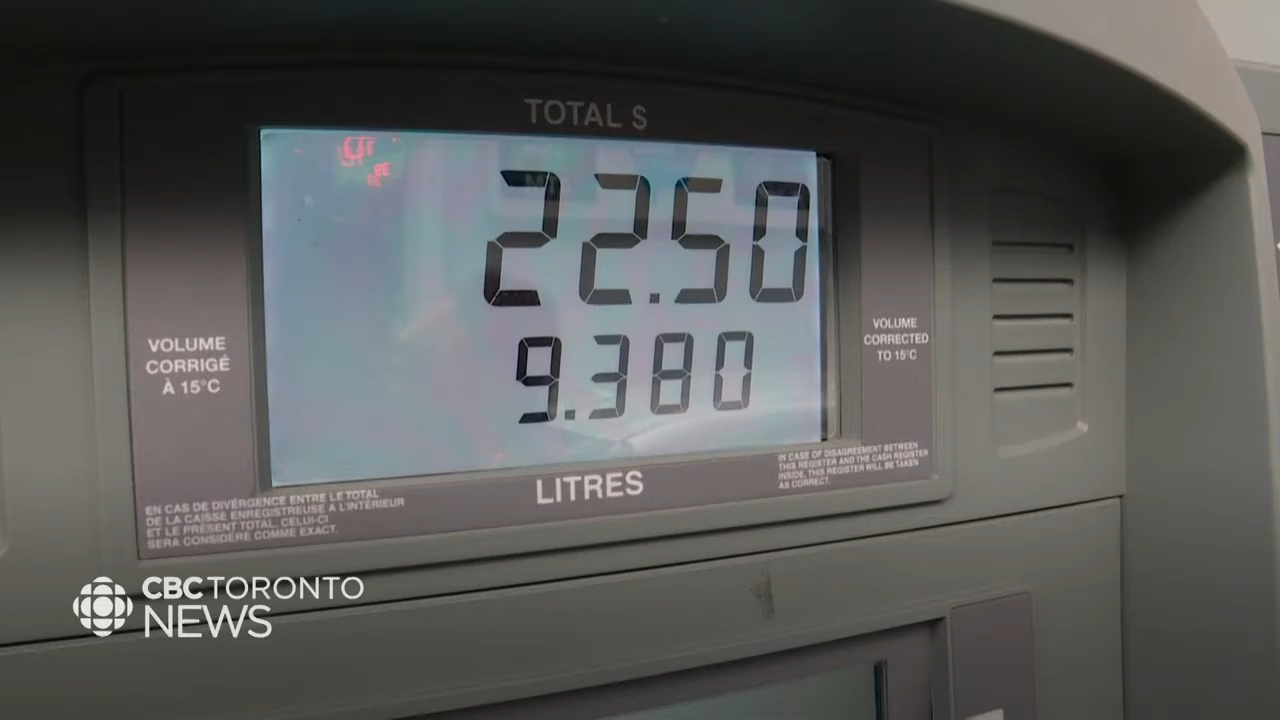 TOTAL $
22.50
9.380
VOLUME
CORRIGÉ
À 15°C
VOLUME
CORRECTED
TO 15°C
LITRES
EN CAS DE DIVERGENCE ENTRE LE TOTAL
DE LA CAISSE ENREGISTREUSE À L'INTÉRIEUR
ET LE PRÉSENT TOTAL, CELUI-CI
SERA CONSIDÉRÉ COMME EXACT.
IN CASE OF DISAGREEMENT BETWEEN
THIS REGISTER AND THE CASH REGISTER
INSIDE, THIS REGISTER WILL BE TAKEN
AS CORRECT.
CBC TORONTO
NEWS